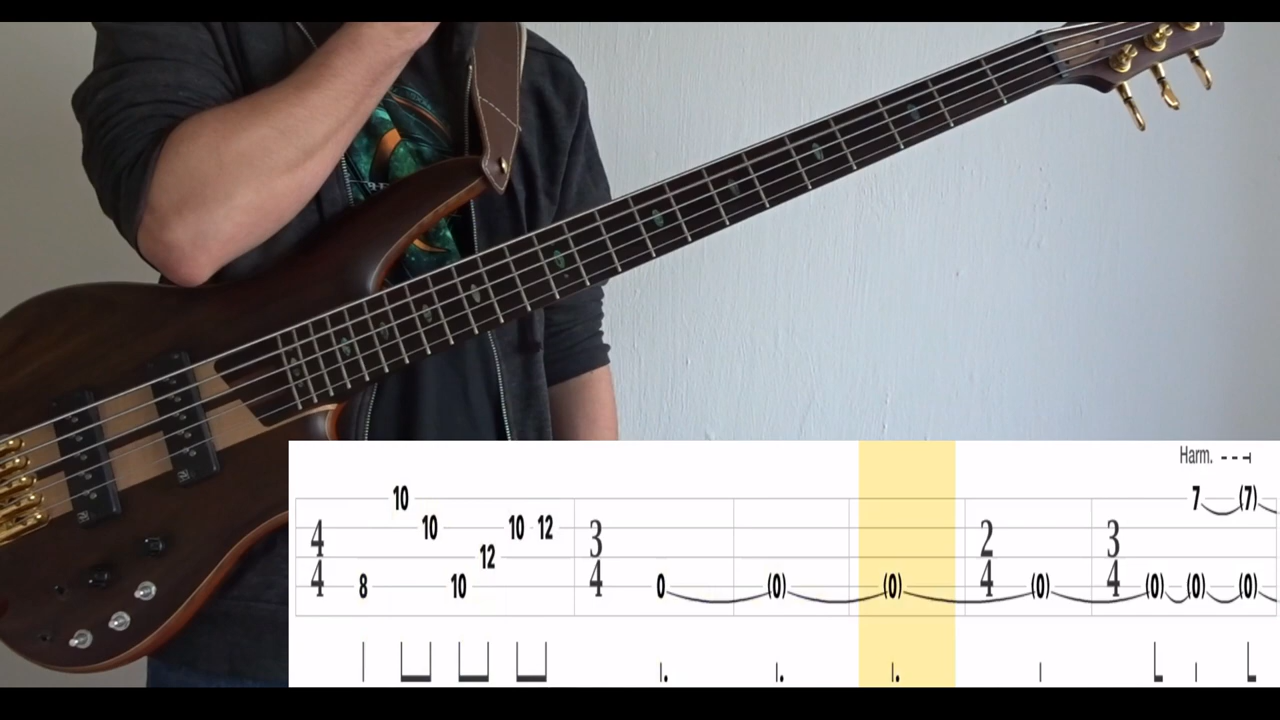 Harm.
10 7 (7)
4 10 10 12 3 2 3
12
4 8 10 4 0 (0) (0) 4 (0) 4 (0) (0) (0)